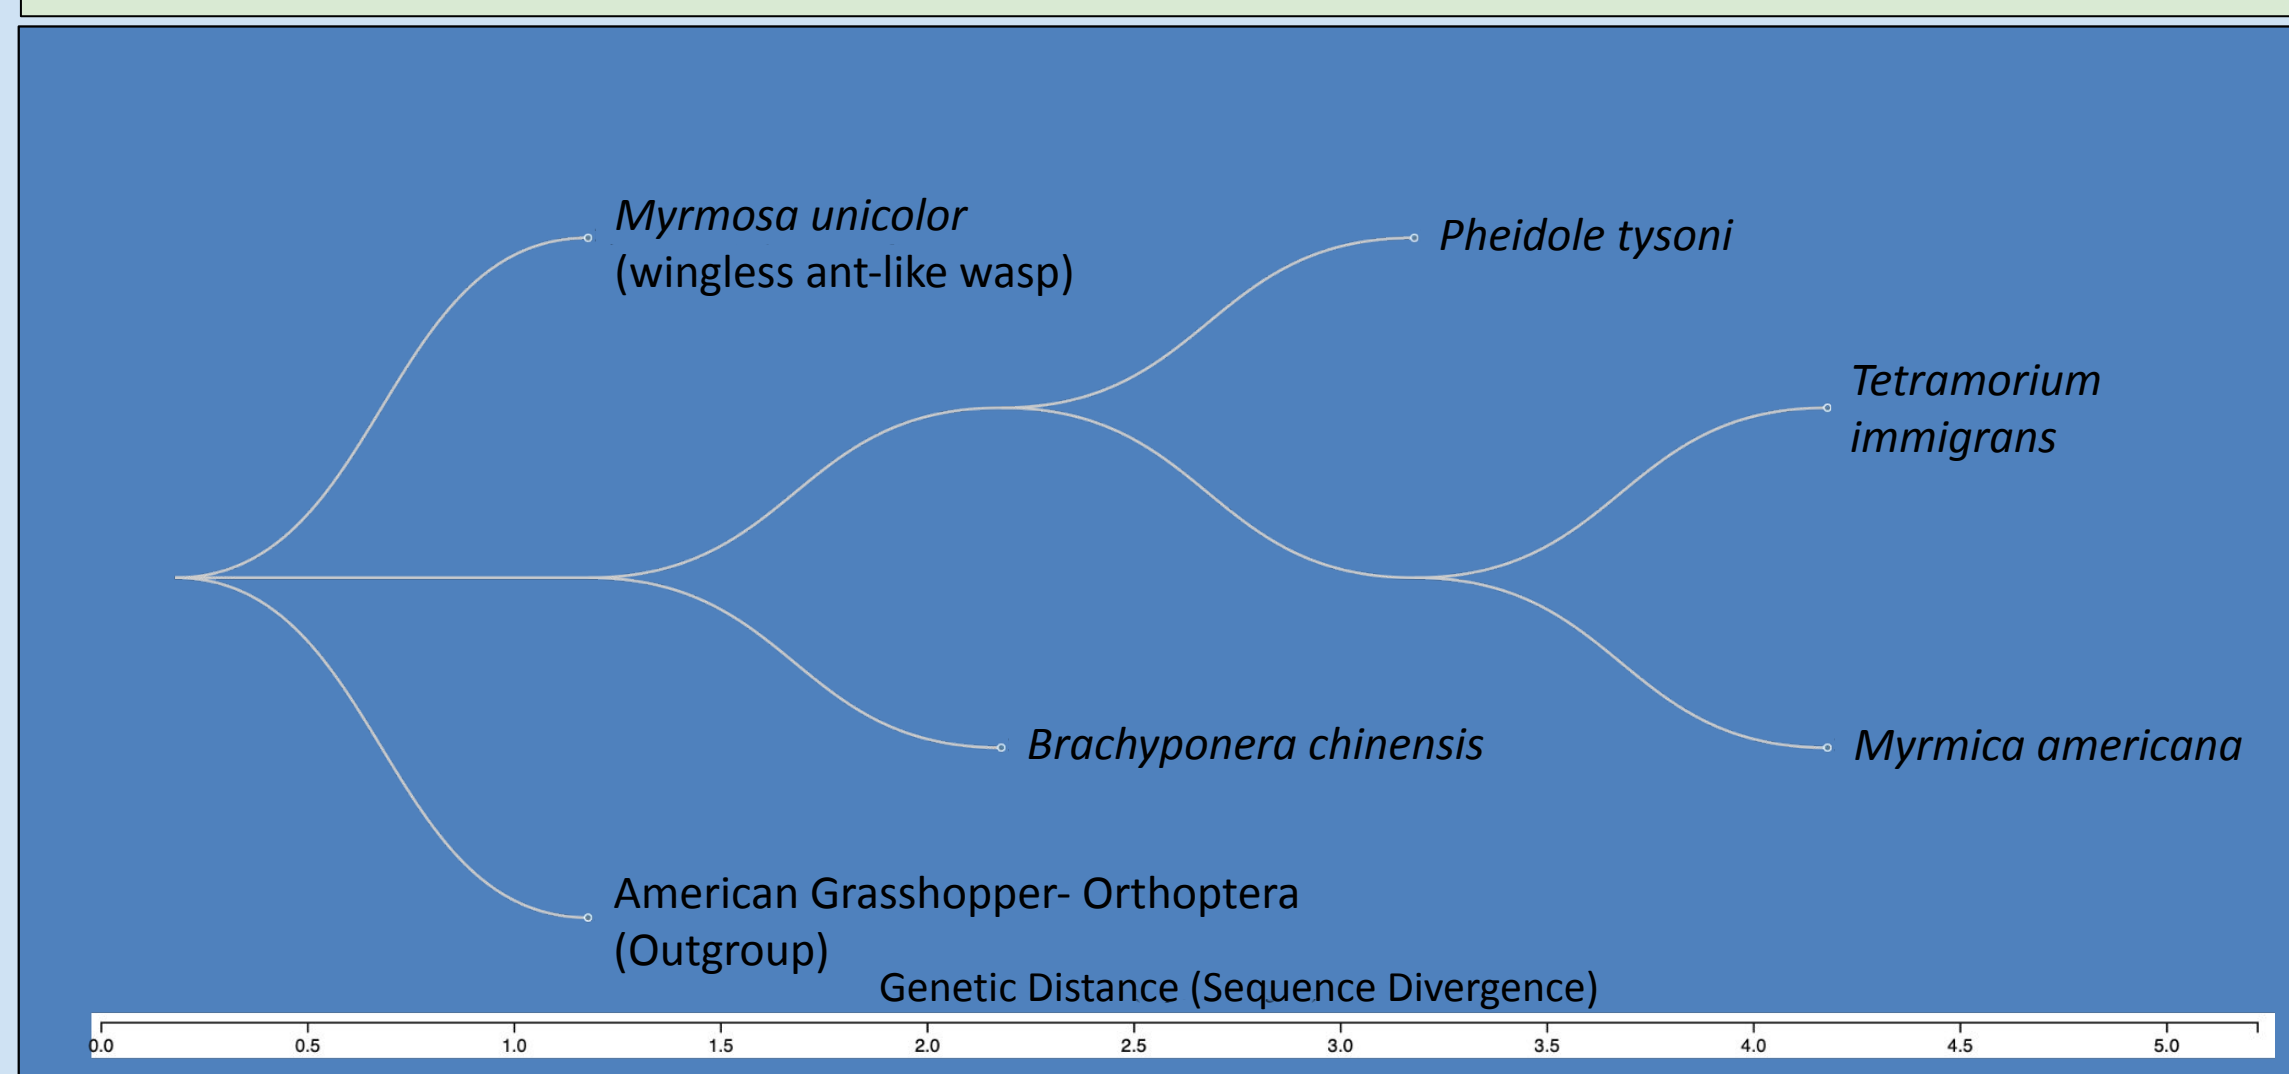 Myrmosa unicolor
(wingless ant-like wasp)
Pheidole tysoni
Tetramorium
immigrans
Brachyponera chinensis
Myrmica americana
American Grasshopper- Orthoptera
(Outgroup)
Genetic Distance (Sequence Divergence)
0.0 0.5 1.0 1.5 2.0 2.5 3.0 3.5 4.0 4.5 5.0